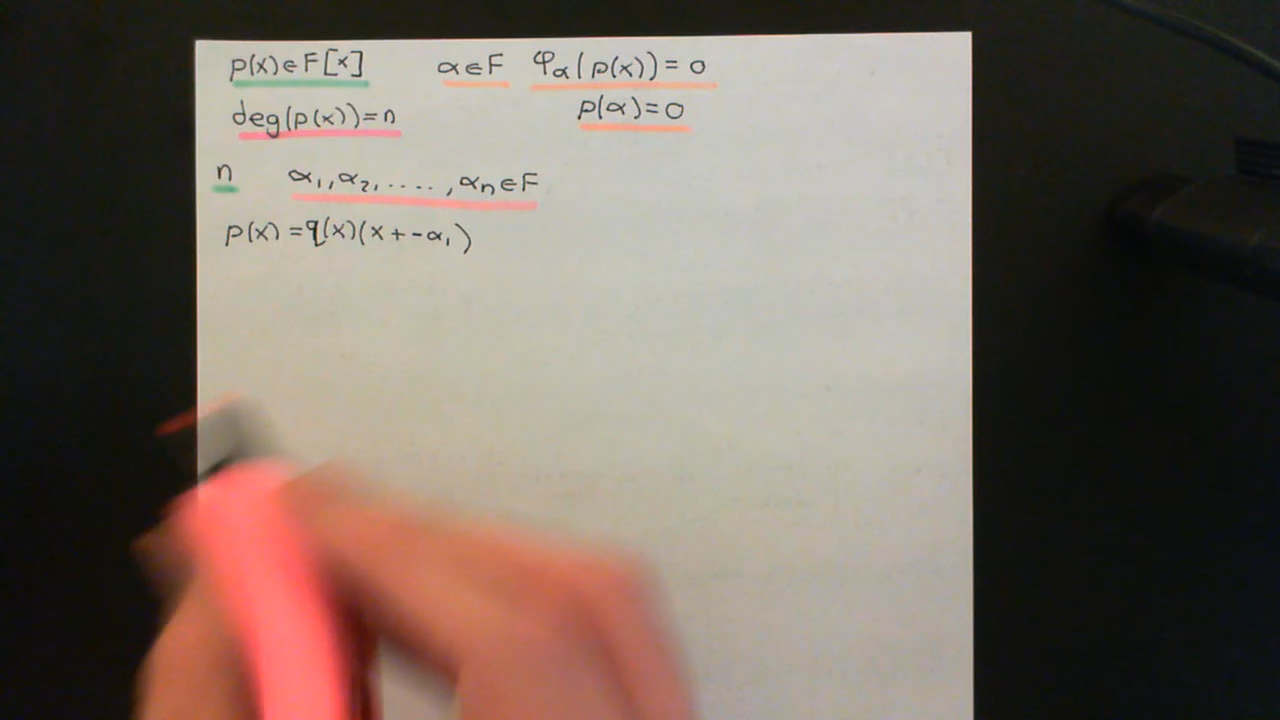 p(x)∈F[x] α∈F φα(p(x))=0
deg(p(x))=n p(α)=0
n α₁,α₂,....,αₙ∈F
p(x)=q(x)(x+-α₁)